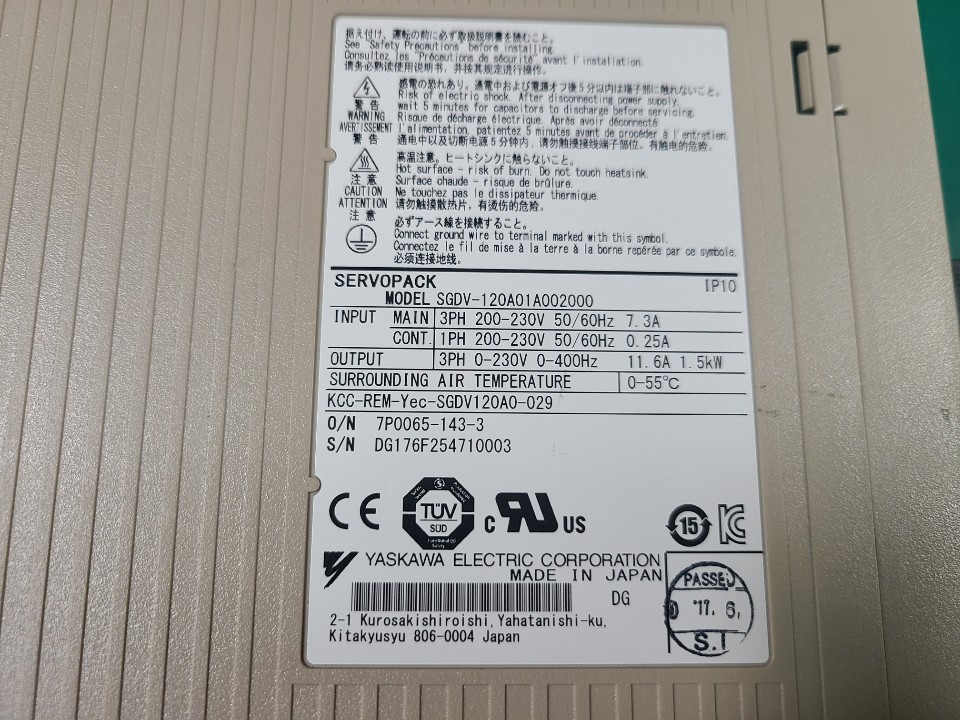 据え付け、運転の前に必ず取扱説明書を読むこと。
See "Safety Precautions" before installing.
Consultez les "Précautions de sécurité" avant l'installation.
请务必熟读使用说明书，并按其规定进行操作。
警告
WARNING
AVERTISSEMENT
警告
感電の恐れあり。通電中および電源オフ後5分以内は端子部に触れないこと。
Risk of electric shock. After disconnecting power supply,
wait 5 minutes for capacitors to discharge before servicing.
Risque de décharge électrique. Après avoir déconnecté
l'alimentation, patientez 5 minutes avant de procéder à l'entretien.
通电中以及切断电源5分钟内，请勿触摸接线端子部位，有触电的危险。
注意
CAUTION
ATTENTION
注意
高温注意。ヒートシンクに触らないこと。
Hot surface - risk of burn. Do not touch heatsink.
Surface chaude - risque de brûlure.
Ne touchez pas le dissipateur thermique.
请勿触摸散热片，有烫伤的危险。
必ずアース線を接続すること。
Connect ground wire to terminal marked with this symbol.
Connectez le fil de mise à la terre à la borne repérée par ce symbole.
必须连接地线。
SERVOPACK IP10
MODEL SGDV-120A01A002000
INPUT MAIN 3PH 200-230V 50/60Hz 7.3A
CONT. 1PH 200-230V 50/60Hz 0.25A
OUTPUT 3PH 0-230V 0-400Hz 11.6A 1.5kW
SURROUNDING AIR TEMPERATURE 0-55℃
KCC-REM-Yec-SGDV120A0-029
O/N 7P0065-143-3
S/N DG176F254710003
CE TÜV SÜD c RU US 15 KC
YASKAWA ELECTRIC CORPORATION
MADE IN JAPAN
DG
2-1 Kurosakishiroishi, Yahatanishi-ku,
Kitakyusyu 806-0004 Japan
PASSED
'17. 6.
S.I